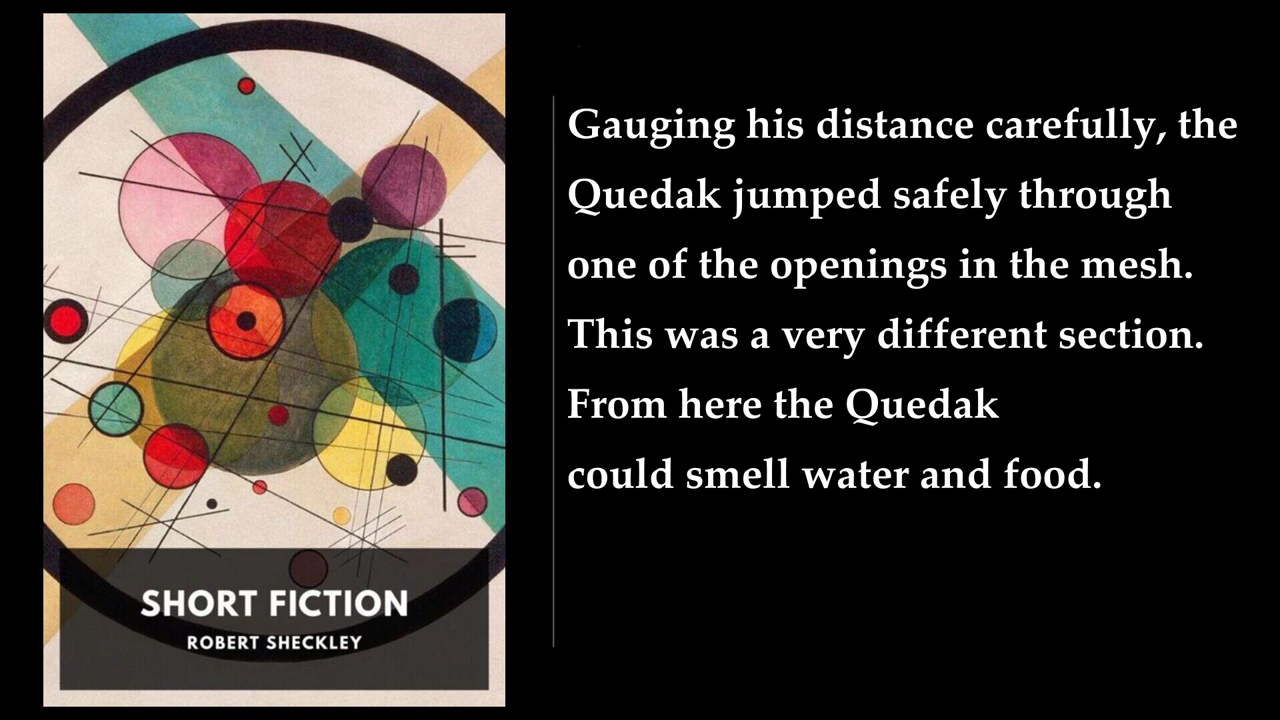 SHORT FICTION
ROBERT SHECKLEY
Gauging his distance carefully, the
Quedak jumped safely through
one of the openings in the mesh.
This was a very different section.
From here the Quedak
could smell water and food.